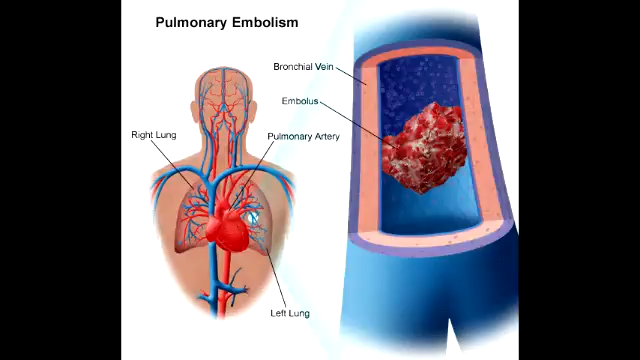 Pulmonary Embolism
Bronchial Vein
Embolus
Right Lung
Pulmonary Artery
Left Lung